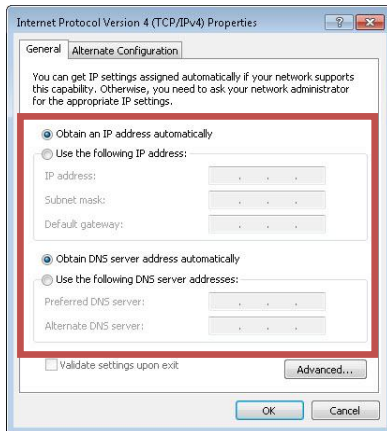 Internet Protocol Version 4 (TCP/IPv4) Properties
General
Alternate Configuration
You can get IP settings assigned automatically if your network supports
this capability. Otherwise, you need to ask your network administrator
for the appropriate IP settings.
Obtain an IP address automatically
Use the following IP address:
IP address:
Subnet mask:
Default gateway:
Obtain DNS server address automatically
Use the following DNS server addresses:
Preferred DNS server:
Alternate DNS server:
Validate settings upon exit
Advanced...
OK
Cancel